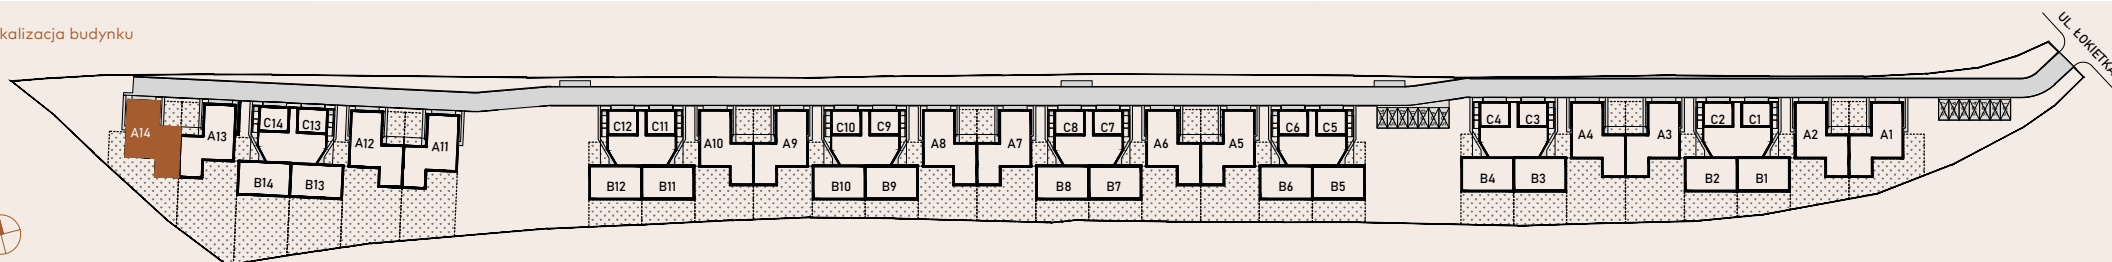 kalizacja budynku
UL. ŁOKIETKA
A14
A13
C14
C13
A12
A11
B14
B13
C12
C11
A10
A9
C10
C9
A8
A7
C8
C7
A6
A5
C6
C5
B12
B11
B10
B9
B8
B7
B6
B5
C4
C3
A4
A3
C2
C1
A2
A1
B4
B3
B2
B1